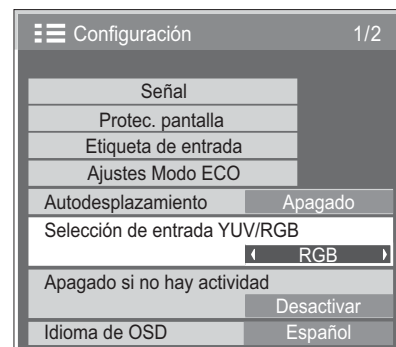 Configuración 1/2
Señal
Protec. pantalla
Etiqueta de entrada
Ajustes Modo ECO
Autodesplazamiento Apagado
Selección de entrada YUV/RGB
RGB
Apagado si no hay actividad
Desactivar
Idioma de OSD Español